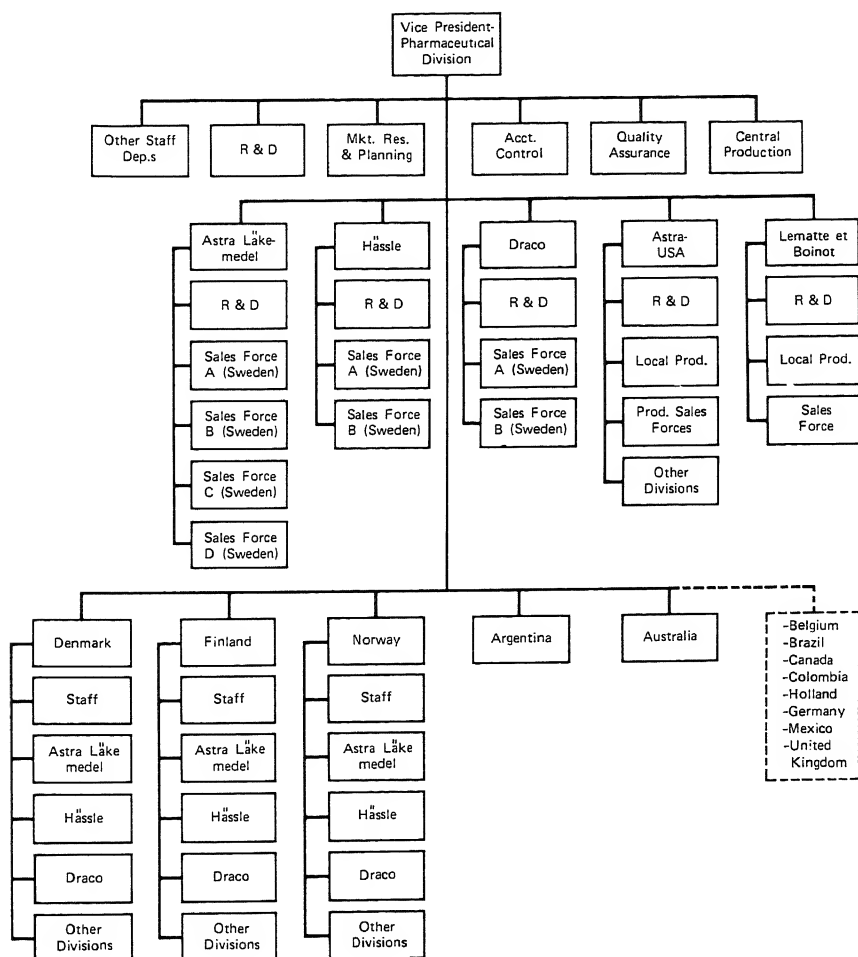 Vice President-
Pharmaceutical
Division
Other Staff
Dep.s
R & D
Mkt. Res.
& Planning
Acct.
Control
Quality
Assurance
Central
Production
Astra Läke-
medel
R & D
Sales Force
A (Sweden)
Sales Force
B (Sweden)
Sales Force
C (Sweden)
Sales Force
D (Sweden)
Hässle
R & D
Sales Force
A (Sweden)
Sales Force
B (Sweden)
Draco
R & D
Sales Force
A (Sweden)
Sales Force
B (Sweden)
Astra-
USA
R & D
Local Prod.
Prod. Sales
Forces
Other
Divisions
Lematte et
Boinot
R & D
Local Prod.
Sales
Force
Denmark
Staff
Astra Läke
medel
Hässle
Draco
Other
Divisions
Finland
Staff
Astra Läke
medel
Hässle
Draco
Other
Divisions
Norway
Staff
Astra Läke
medel
Hässle
Draco
Other
Divisions
Argentina
Australia
-Belgium
-Brazil
-Canada
-Colombia
-Holland
-Germany
-Mexico
-United
Kingdom